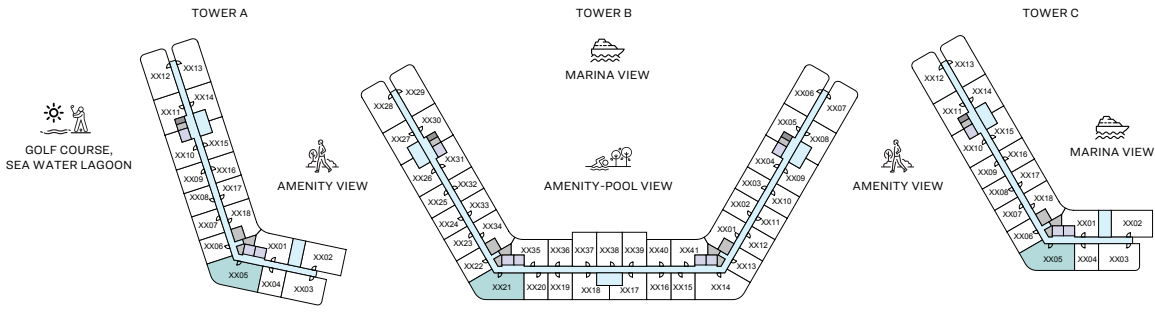 TOWER A
TOWER B
TOWER C
MARINA VIEW
GOLF COURSE,
SEA WATER LAGOON
AMENITY VIEW
AMENITY-POOL VIEW
AMENITY VIEW
MARINA VIEW
XX12
XX13
XX14
XX11
XX15
XX10
XX16
XX09
XX17
XX08
XX18
XX07
XX06
XX01
XX02
XX05
XX04
XX03
XX28
XX29
XX30
XX27
XX31
XX26
XX32
XX25
XX33
XX24
XX34
XX23
XX22
XX35
XX36
XX37
XX38
XX39
XX40
XX41
XX21
XX20
XX19
XX18
XX17
XX16
XX15
XX14
XX06
XX07
XX05
XX08
XX04
XX09
XX03
XX10
XX02
XX11
XX01
XX12
XX13
XX12
XX13
XX14
XX11
XX15
XX10
XX16
XX09
XX17
XX08
XX18
XX07
XX06
XX01
XX02
XX05
XX04
XX03